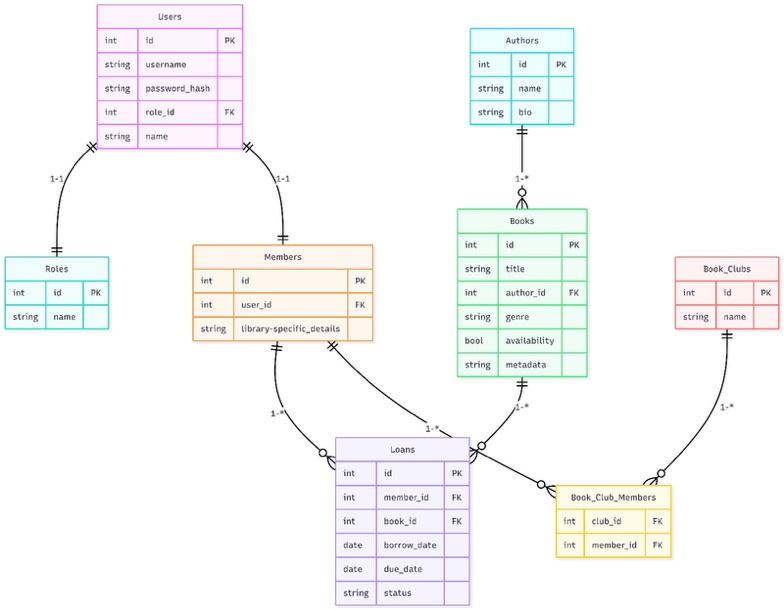 Users
int id PK
string username
string password_hash
int role_id FK
string name
Authors
int id PK
string name
string bio
1-1
1-1
1-*
Roles
int id PK
string name
Members
int id PK
int user_id FK
string library-specific_details
Books
int id PK
string title
int author_id FK
string genre
bool availability
string metadata
Book_Clubs
int id PK
string name
1-*
1-*
1-*
1-*
Loans
int id PK
int member_id FK
int book_id FK
date borrow_date
date due_date
string status
Book_Club_Members
int club_id FK
int member_id FK